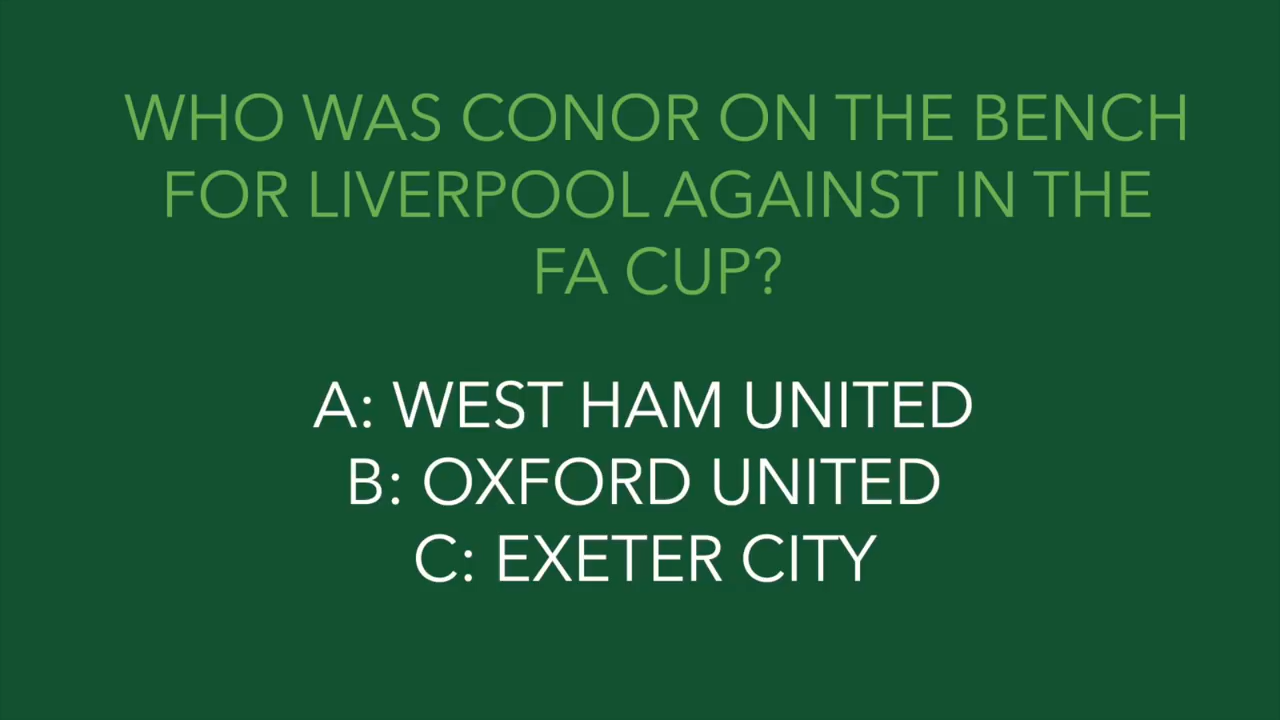 WHO WAS CONOR ON THE BENCH
FOR LIVERPOOL AGAINST IN THE
FA CUP?
A: WEST HAM UNITED
B: OXFORD UNITED
C: EXETER CITY